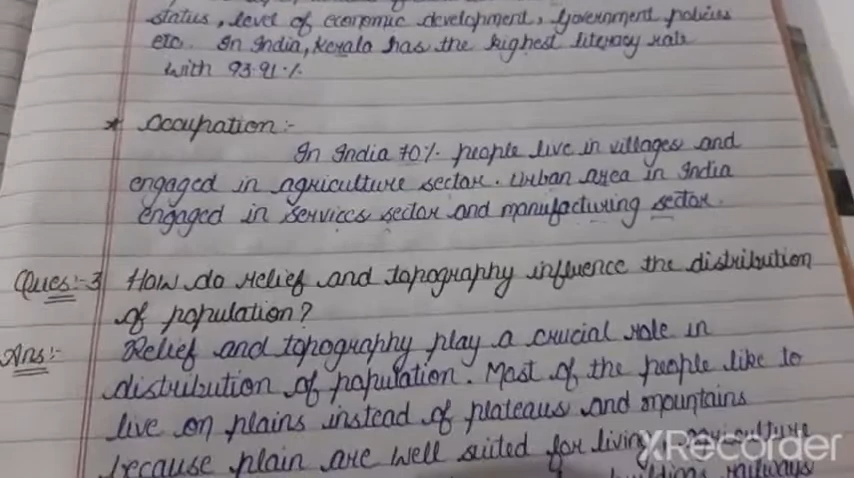 status, level of economic development, Government policies
etc. In India, Kerala has the highest literacy rate
with 93.91 %
* Occupation :-
In India 70% people live in villages and
engaged in agriculture sector. Urban area in India
engaged in services sector and manufacturing sector.
Ques:- 3 How do relief and topography influence the distribution
of population?
Ans:- Relief and topography play a crucial role in
distribution of population. Most of the people like to
live on plains instead of plateaus and mountains
because plain are well suited for living, agriculture
buildings railways
XRecorder